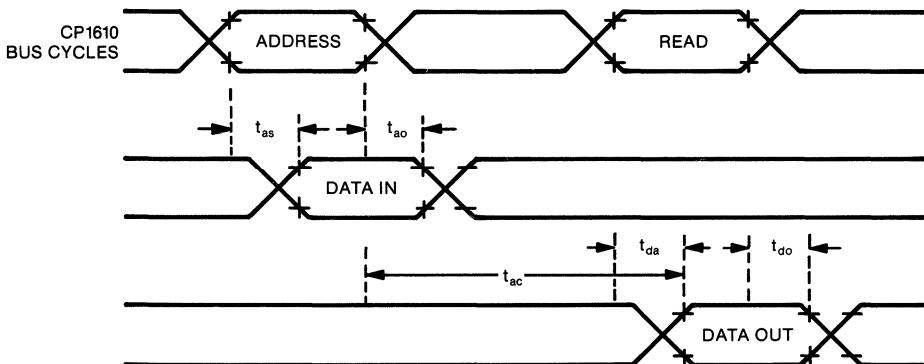 CP1610
BUS CYCLES
ADDRESS
READ
tas
tao
DATA IN
tda
tdo
tac
DATA OUT